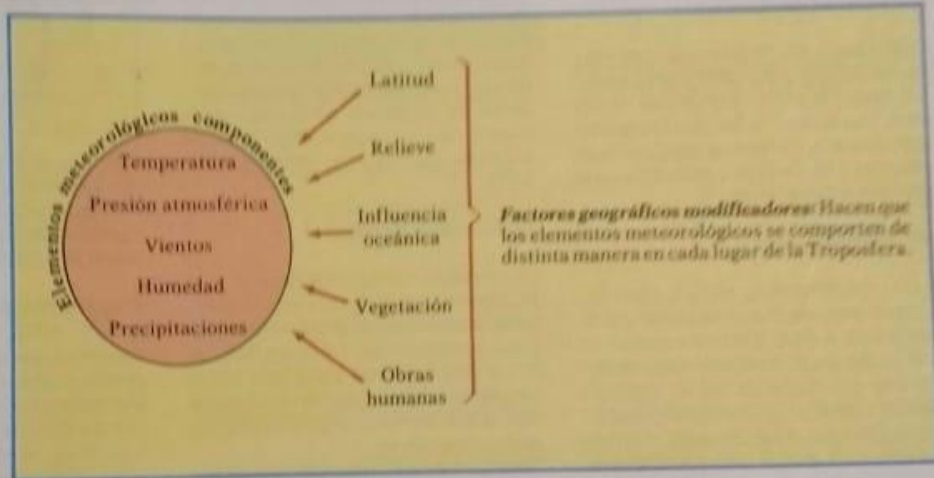 Elementos meteorológicos componentes
Temperatura
Presión atmosférica
Vientos
Humedad
Precipitaciones
Latitud
Relieve
Influencia
oceánica
Vegetación
Obras
humanas
Factores geográficos modificadores: Hacen que
los elementos meteorológicos se comporten de
distinta manera en cada lugar de la Troposfera.